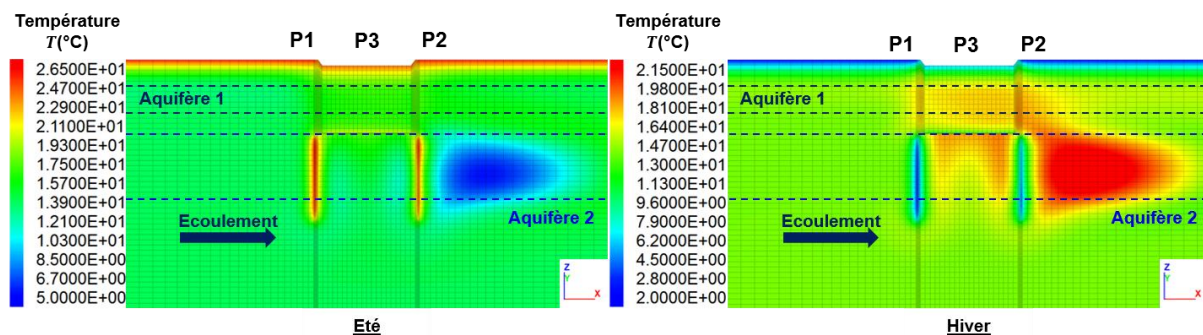 Température
T(°C)
2.6500E+01
2.4700E+01
2.2900E+01
2.1100E+01
1.9300E+01
1.7500E+01
1.5700E+01
1.3900E+01
1.2100E+01
1.0300E+01
8.5000E+00
6.7000E+00
5.0000E+00
P1
P3
P2
Aquifère 1
Ecoulement
Aquifère 2
Z
Y
X
Eté
Température
T(°C)
2.1500E+01
1.9800E+01
1.8100E+01
1.6400E+01
1.4700E+01
1.3000E+01
1.1300E+01
9.6000E+00
7.9000E+00
6.2000E+00
4.5000E+00
2.8000E+00
2.0000E+00
P1
P3
P2
Aquifère 1
Ecoulement
Aquifère 2
Z
Y
X
Hiver